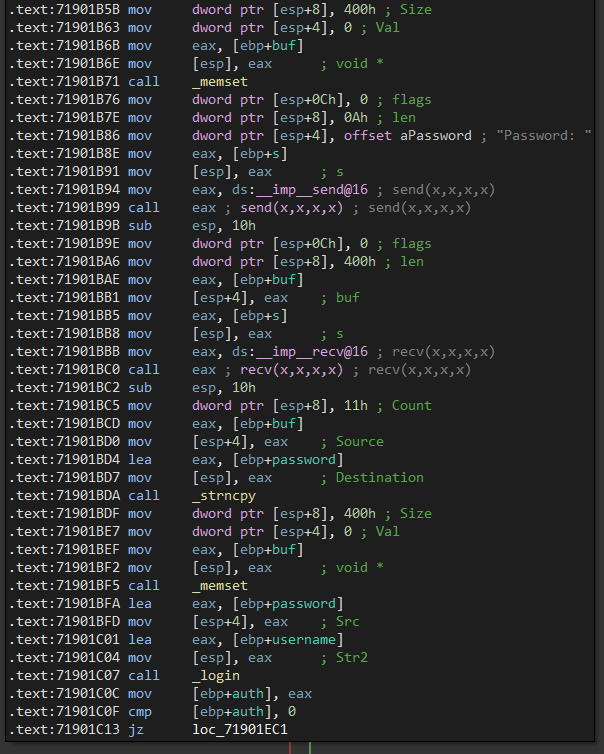 .text:71901B5B mov dword ptr [esp+8], 400h ; Size
.text:71901B63 mov dword ptr [esp+4], 0 ; Val
.text:71901B6B mov eax, [ebp+buf]
.text:71901B6E mov [esp], eax ; void *
.text:71901B71 call _memset
.text:71901B76 mov dword ptr [esp+0Ch], 0 ; flags
.text:71901B7E mov dword ptr [esp+8], 0Ah ; len
.text:71901B86 mov dword ptr [esp+4], offset aPassword ; "Password: "
.text:71901B8E mov eax, [ebp+s]
.text:71901B91 mov [esp], eax ; s
.text:71901B94 mov eax, ds:__imp__send@16 ; send(x,x,x,x)
.text:71901B99 call eax ; send(x,x,x,x) ; send(x,x,x,x)
.text:71901B9B sub esp, 10h
.text:71901B9E mov dword ptr [esp+0Ch], 0 ; flags
.text:71901BA6 mov dword ptr [esp+8], 400h ; len
.text:71901BAE mov eax, [ebp+buf]
.text:71901BB1 mov [esp+4], eax ; buf
.text:71901BB5 mov eax, [ebp+s]
.text:71901BB8 mov [esp], eax ; s
.text:71901BBB mov eax, ds:__imp__recv@16 ; recv(x,x,x,x)
.text:71901BC0 call eax ; recv(x,x,x,x) ; recv(x,x,x,x)
.text:71901BC2 sub esp, 10h
.text:71901BC5 mov dword ptr [esp+8], 11h ; Count
.text:71901BCD mov eax, [ebp+buf]
.text:71901BD0 mov [esp+4], eax ; Source
.text:71901BD4 lea eax, [ebp+password]
.text:71901BD7 mov [esp], eax ; Destination
.text:71901BDA call _strncpy
.text:71901BDF mov dword ptr [esp+8], 400h ; Size
.text:71901BE7 mov dword ptr [esp+4], 0 ; Val
.text:71901BEF mov eax, [ebp+buf]
.text:71901BF2 mov [esp], eax ; void *
.text:71901BF5 call _memset
.text:71901BFA lea eax, [ebp+password]
.text:71901BFD mov [esp+4], eax ; Src
.text:71901C01 lea eax, [ebp+username]
.text:71901C04 mov [esp], eax ; Str2
.text:71901C07 call _login
.text:71901C0C mov [ebp+auth], eax
.text:71901C0F cmp [ebp+auth], 0
.text:71901C13 jz loc_71901EC1